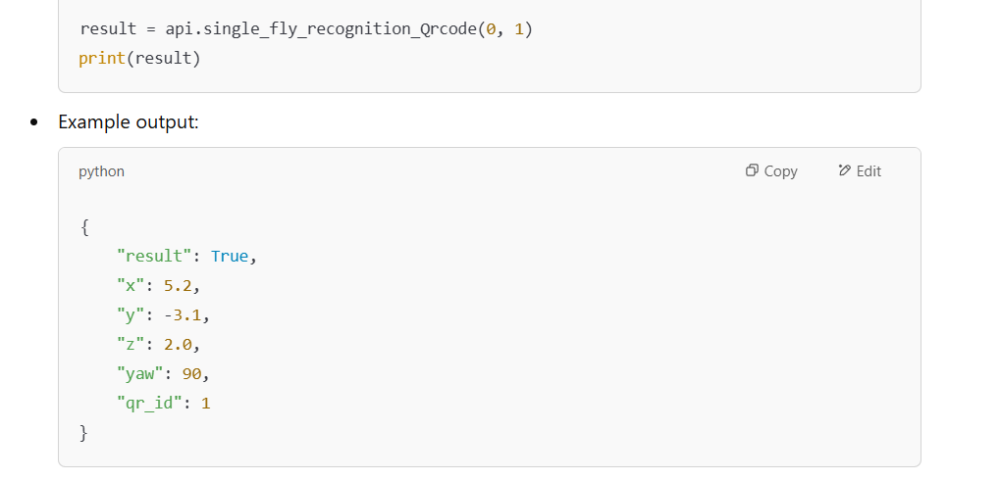 result = api.single_fly_recognition_Qrcode(0, 1)
print(result)
• Example output:
python Copy Edit
{
    "result": True,
    "x": 5.2,
    "y": -3.1,
    "z": 2.0,
    "yaw": 90,
    "qr_id": 1
}